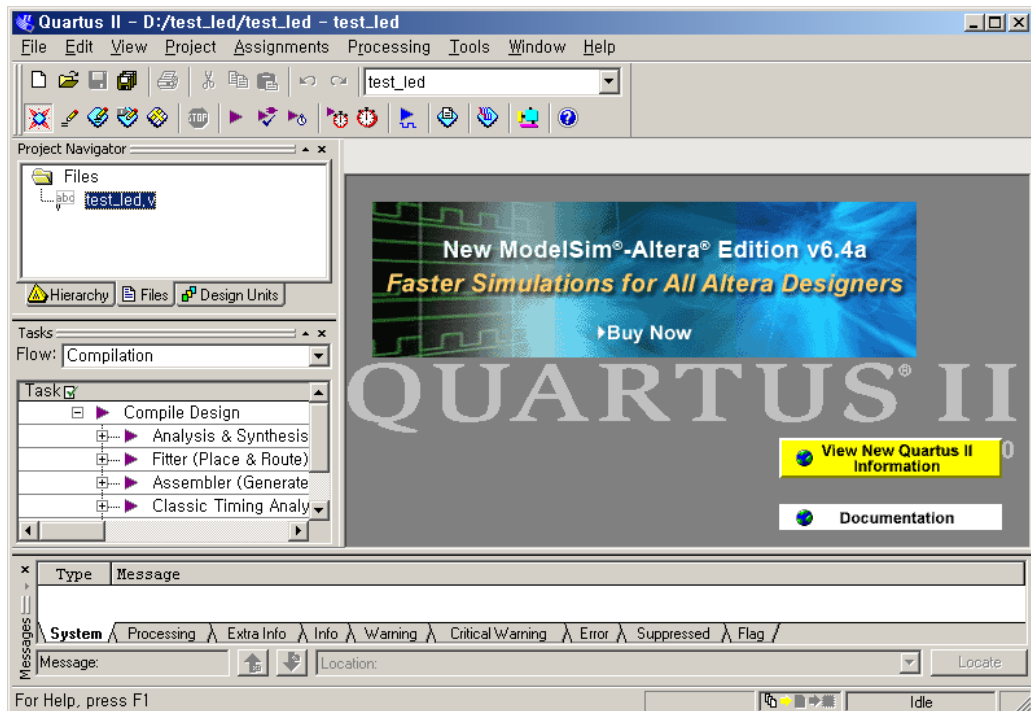 Quartus II - D:/test_led/test_led - test_led
File Edit View Project Assignments Processing Tools Window Help
test_led
STOP
Project Navigator
Files
abc test_led.v
Hierarchy Files Design Units
Tasks
Flow: Compilation
Task
Compile Design
Analysis & Synthesis
Fitter (Place & Route)
Assembler (Generate
Classic Timing Analy
New ModelSim®-Altera® Edition v6.4a
Faster Simulations for All Altera Designers
Buy Now
QUARTUS® II
View New Quartus II
Information
0
Documentation
Type Message
System Processing Extra Info Info Warning Critical Warning Error Suppressed Flag
Messages
Message: Location: Locate
For Help, press F1 Idle